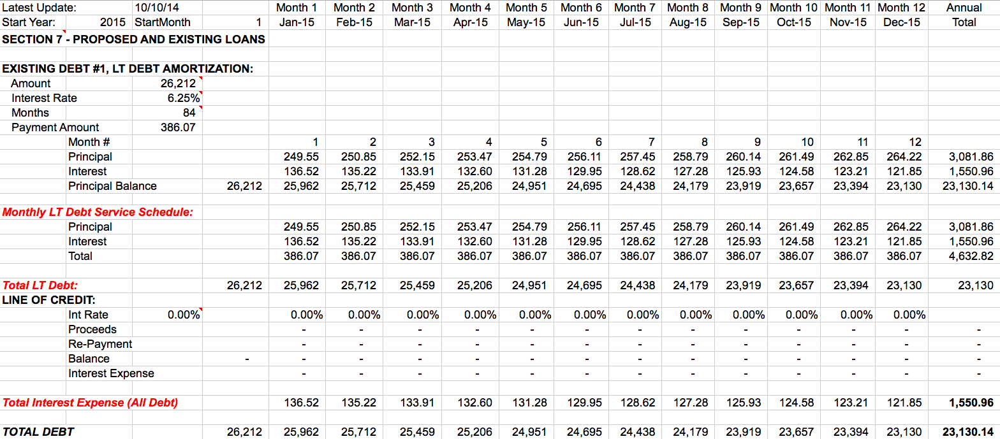 Latest Update: 10/10/14 Month 1 Month 2 Month 3 Month 4 Month 5 Month 6 Month 7 Month 8 Month 9 Month 10 Month 11 Month 12 Annual
Start Year: 2015 StartMonth 1 Jan-15 Feb-15 Mar-15 Apr-15 May-15 Jun-15 Jul-15 Aug-15 Sep-15 Oct-15 Nov-15 Dec-15 Total
SECTION 7 - PROPOSED AND EXISTING LOANS
EXISTING DEBT #1, LT DEBT AMORTIZATION:
Amount 26,212
Interest Rate 6.25%
Months 84
Payment Amount 386.07
Month # 1 2 3 4 5 6 7 8 9 10 11 12
Principal 249.55 250.85 252.15 253.47 254.79 256.11 257.45 258.79 260.14 261.49 262.85 264.22 3,081.86
Interest 136.52 135.22 133.91 132.60 131.28 129.95 128.62 127.28 125.93 124.58 123.21 121.85 1,550.96
Principal Balance 26,212 25,962 25,712 25,459 25,206 24,951 24,695 24,438 24,179 23,919 23,657 23,394 23,130 23,130.14
Monthly LT Debt Service Schedule:
Principal 249.55 250.85 252.15 253.47 254.79 256.11 257.45 258.79 260.14 261.49 262.85 264.22 3,081.86
Interest 136.52 135.22 133.91 132.60 131.28 129.95 128.62 127.28 125.93 124.58 123.21 121.85 1,550.96
Total 386.07 386.07 386.07 386.07 386.07 386.07 386.07 386.07 386.07 386.07 386.07 386.07 4,632.82
Total LT Debt: 26,212 25,962 25,712 25,459 25,206 24,951 24,695 24,438 24,179 23,919 23,657 23,394 23,130 23,130
LINE OF CREDIT:
Int Rate 0.00% 0.00% 0.00% 0.00% 0.00% 0.00% 0.00% 0.00% 0.00% 0.00% 0.00% 0.00% 0.00%
Proceeds - - - - - - - - - - - - -
Re-Payment - - - - - - - - - - - - -
Balance - - - - - - - - - - - - - -
Interest Expense - - - - - - - - - - - - -
Total Interest Expense (All Debt) 136.52 135.22 133.91 132.60 131.28 129.95 128.62 127.28 125.93 124.58 123.21 121.85 1,550.96
TOTAL DEBT 26,212 25,962 25,712 25,459 25,206 24,951 24,695 24,438 24,179 23,919 23,657 23,394 23,130 23,130.14